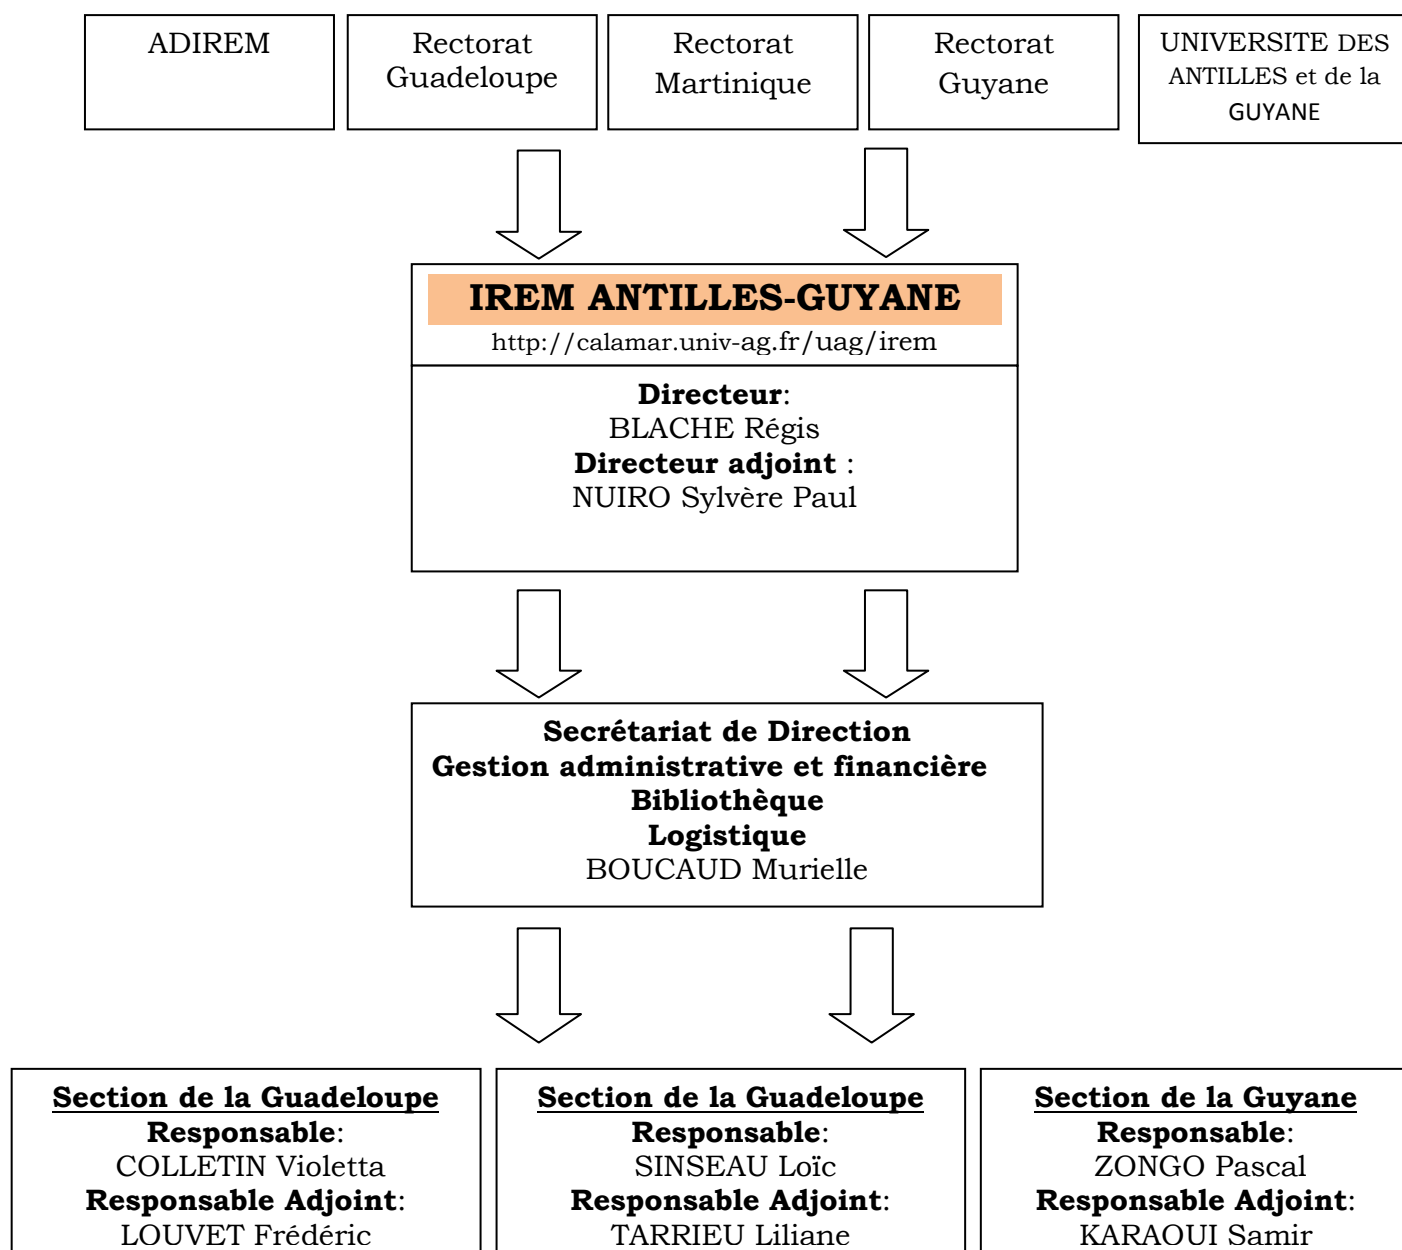 ADIREM
Rectorat
Guadeloupe
Rectorat
Martinique
Rectorat
Guyane
UNIVERSITE DES
ANTILLES et de la
GUYANE
IREM ANTILLES-GUYANE
http://calamar.univ-ag.fr/uag/irem
Directeur:
BLACHE Régis
Directeur adjoint :
NUIRO Sylvère Paul
Secrétariat de Direction
Gestion administrative et financière
Bibliothèque
Logistique
BOUCAUD Murielle
Section de la Guadeloupe
Responsable:
COLLETIN Violetta
Responsable Adjoint:
LOUVET Frédéric
Section de la Guadeloupe
Responsable:
SINSEAU Loïc
Responsable Adjoint:
TARRIEU Liliane
Section de la Guyane
Responsable:
ZONGO Pascal
Responsable Adjoint:
KARAOUI Samir